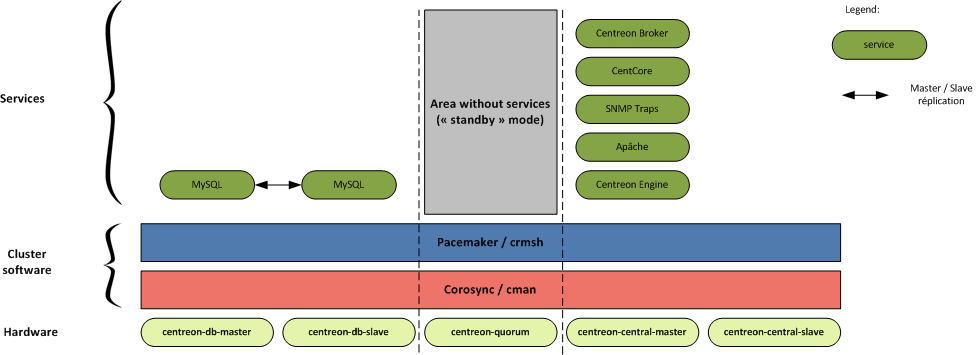 Legend:
service
Master / Slave
réplication
Services
Centreon Broker
CentCore
SNMP Traps
Apâche
Centreon Engine
Area without services
(« standby » mode)
MySQL
MySQL
Cluster
software
Pacemaker / crmsh
Corosync / cman
Hardware
centreon-db-master
centreon-db-slave
centreon-quorum
centreon-central-master
centreon-central-slave